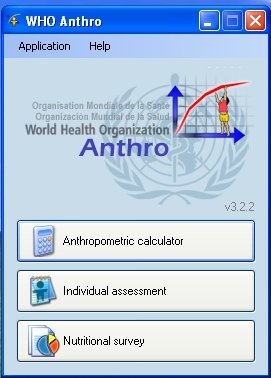 WHO Anthro
Application Help
Organisation Mondiale de la Santé
Organización Mundial de la Salud
World Health Organization
Anthro
v3.2.2
Anthropometric calculator
Individual assessment
Nutritional survey